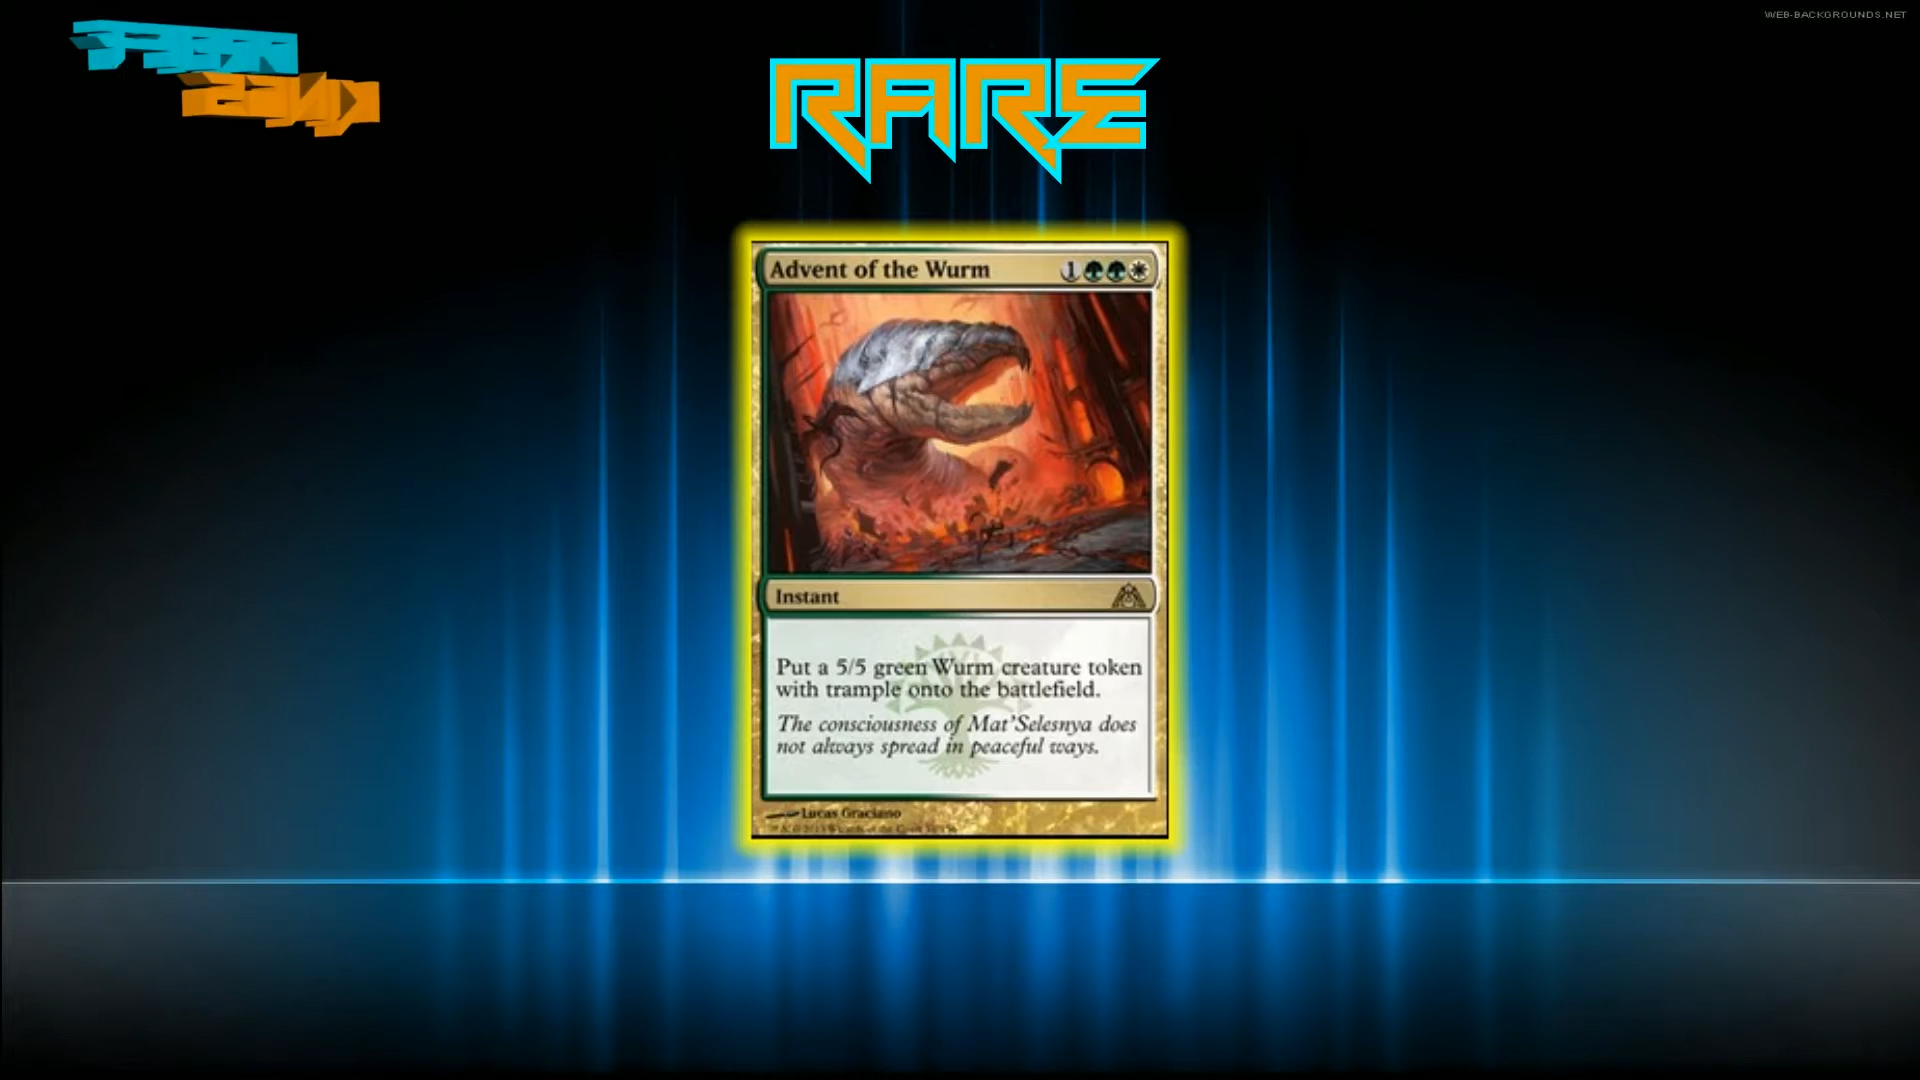 WEB-BACKGROUNDS.NET
RARE
Advent of the Wurm
1
Instant
Put a 5/5 green Wurm creature token
with trample onto the battlefield.
The consciousness of Mat'Selesnya does
not always spread in peaceful ways.
Lucas Graciano